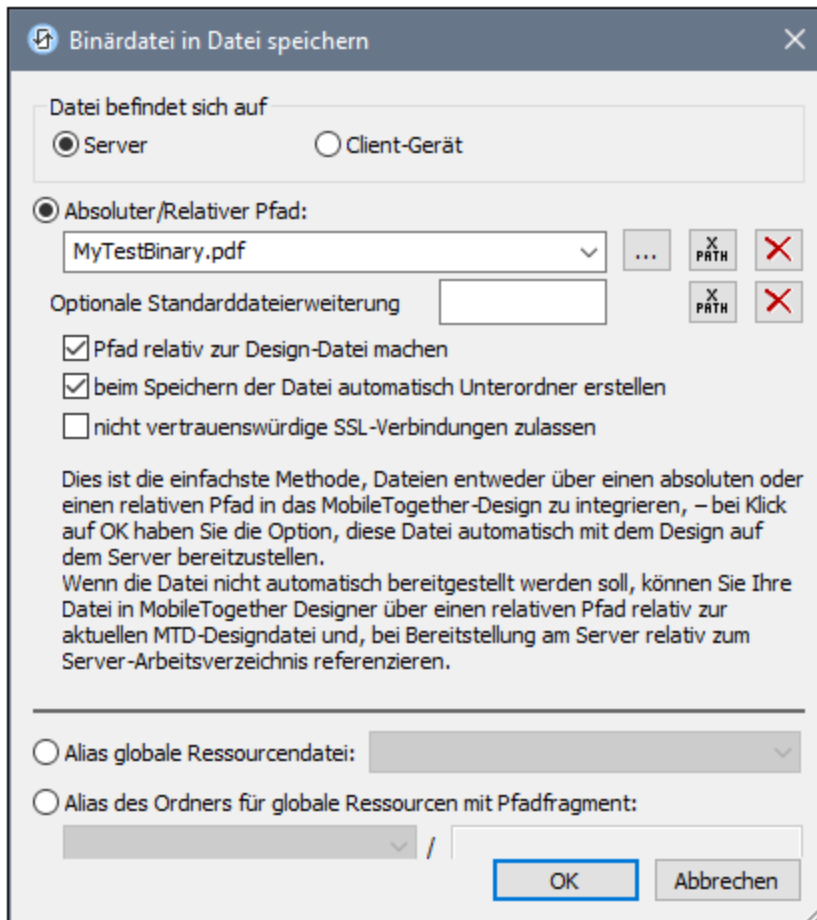 Binärdatei in Datei speichern
Datei befindet sich auf
Server Client-Gerät
Absoluter/Relativer Pfad:
MyTestBinary.pdf ... X PATH
Optionale Standarddateierweiterung X PATH
Pfad relativ zur Design-Datei machen
beim Speichern der Datei automatisch Unterordner erstellen
nicht vertrauenswürdige SSL-Verbindungen zulassen
Dies ist die einfachste Methode, Dateien entweder über einen absoluten oder
einen relativen Pfad in das MobileTogether-Design zu integrieren, – bei Klick
auf OK haben Sie die Option, diese Datei automatisch mit dem Design auf
dem Server bereitzustellen.
Wenn die Datei nicht automatisch bereitgestellt werden soll, können Sie Ihre
Datei in MobileTogether Designer über einen relativen Pfad relativ zur
aktuellen MTD-Designdatei und, bei Bereitstellung am Server relativ zum
Server-Arbeitsverzeichnis referenzieren.
Alias globale Ressourcendatei:
Alias des Ordners für globale Ressourcen mit Pfadfragment:
/
OK Abbrechen